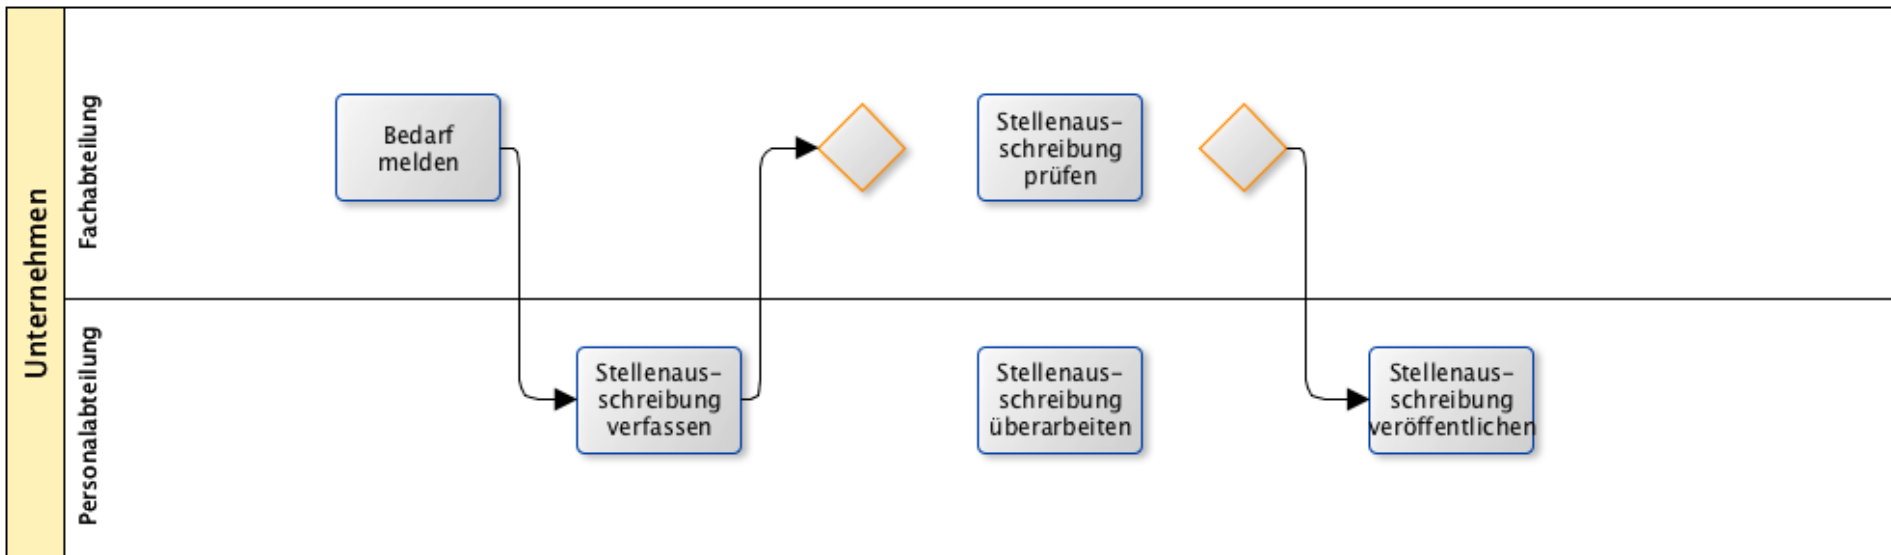 Unternehmen
Fachabteilung
Bedarf
melden
Stellenaus-
schreibung
prüfen
Personalabteilung
Stellenaus-
schreibung
verfassen
Stellenaus-
schreibung
überarbeiten
Stellenaus-
schreibung
veröffentlichen